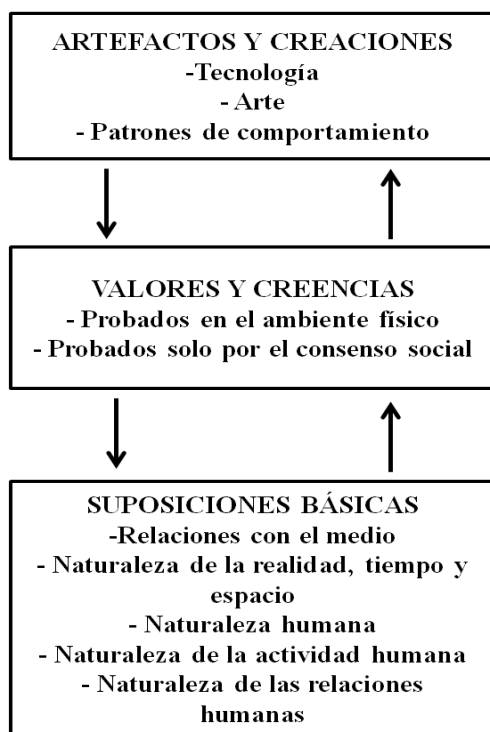 ARTEFACTOS Y CREACIONES
-Tecnología
- Arte
- Patrones de comportamiento
VALORES Y CREENCIAS
- Probados en el ambiente físico
- Probados solo por el consenso social
SUPOSICIONES BÁSICAS
-Relaciones con el medio
- Naturaleza de la realidad, tiempo y
espacio
- Naturaleza humana
- Naturaleza de la actividad humana
- Naturaleza de las relaciones
humanas